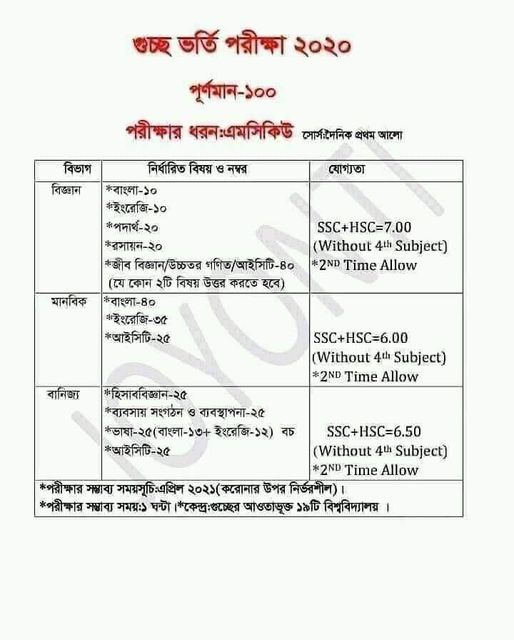 গুচ্ছ ভর্তি পরীক্ষা ২০২০
পূর্ণমান-১০০
পরীক্ষার ধরন:এমসিকিউ সোর্স:দৈনিক প্রথম আলো
বিভাগ নির্ধারিত বিষয় ও নম্বর যোগ্যতা
বিজ্ঞান
*বাংলা-১০
*ইংরেজি-১০
*পদার্থ-২০
*রসায়ন-২০
*জীব বিজ্ঞান/উচ্চতর গণিত/আইসিটি-৪০
(যে কোন ২টি বিষয় উত্তর করতে হবে)
SSC+HSC=7.00
(Without 4th Subject)
*2ND Time Allow
মানবিক
*বাংলা-৪০
*ইংরেজি-৩৫
*আইসিটি-২৫
SSC+HSC=6.00
(Without 4th Subject)
*2ND Time Allow
বানিজ্য
*হিসাববিজ্ঞান-২৫
*ব্যবসায় সংগঠন ও ব্যবস্থাপনা-২৫
*ভাষা-২৫(বাংলা-১৩+ ইংরেজি-১২) বচ
*আইসিটি-২৫
SSC+HSC=6.50
(Without 4th Subject)
*2ND Time Allow
*পরীক্ষার সম্ভাব্য সময়সূচি:এপ্রিল ২০২১(করোনার উপর নির্ভরশীল)।
*পরীক্ষার সম্ভাব্য সময়:১ ঘন্টা।*কেন্দ্র:গুচ্ছের আওতাভূক্ত ১৯টি বিশ্ববিদ্যালয় ।
JOYONTI